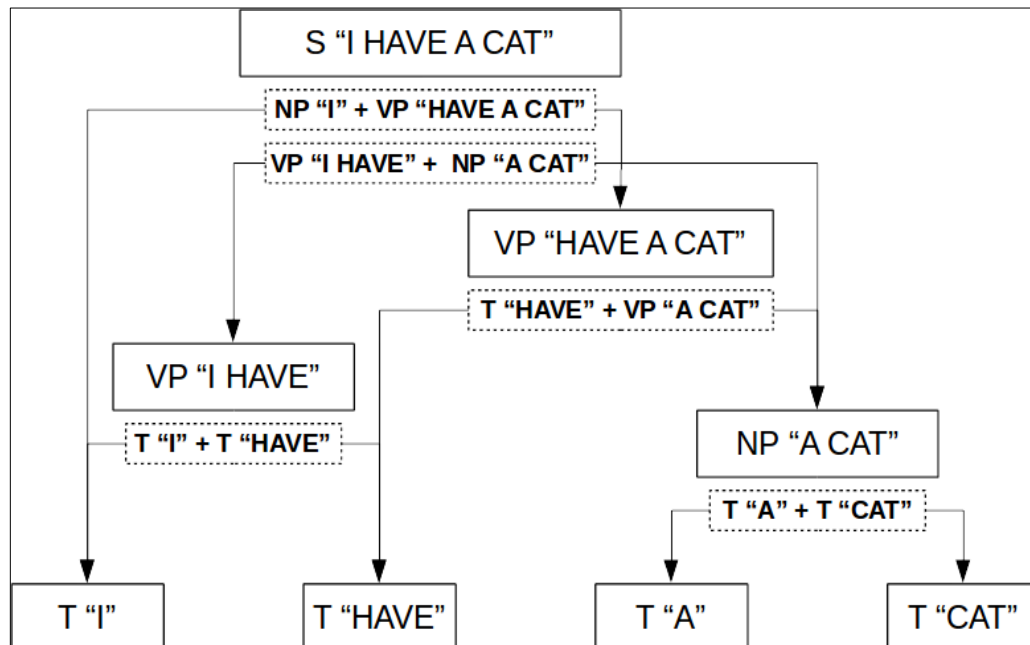 S “I HAVE A CAT”
NP “I” + VP “HAVE A CAT”
VP “I HAVE” + NP “A CAT”
VP “HAVE A CAT”
T “HAVE” + VP “A CAT”
VP “I HAVE”
T “I” + T “HAVE”
NP “A CAT”
T “A” + T “CAT”
T “I”
T “HAVE”
T “A”
T “CAT”